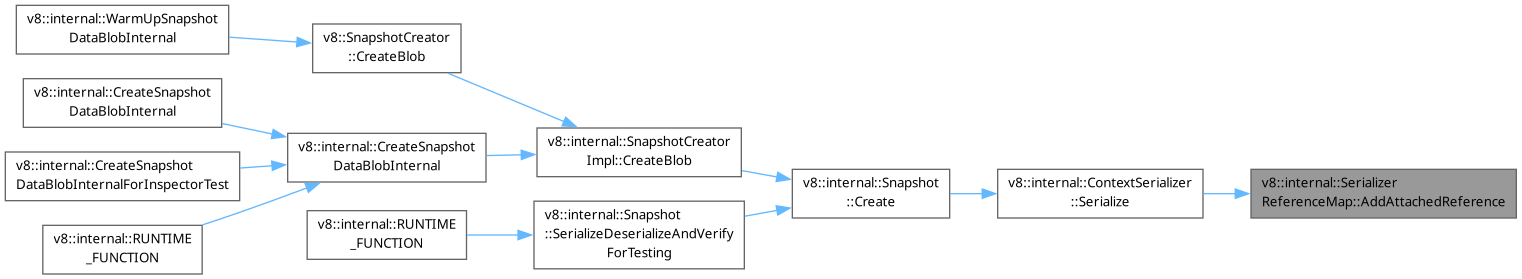 v8::internal::WarmUpSnapshot
DataBlobInternal
v8::SnapshotCreator
::CreateBlob
v8::internal::CreateSnapshot
DataBlobInternal
v8::internal::CreateSnapshot
DataBlobInternalForInspectorTest
v8::internal::RUNTIME
_FUNCTION
v8::internal::CreateSnapshot
DataBlobInternal
v8::internal::RUNTIME
_FUNCTION
v8::internal::SnapshotCreator
Impl::CreateBlob
v8::internal::Snapshot
::SerializeDeserializeAndVerify
ForTesting
v8::internal::Snapshot
::Create
v8::internal::ContextSerializer
::Serialize
v8::internal::Serializer
ReferenceMap::AddAttachedReference